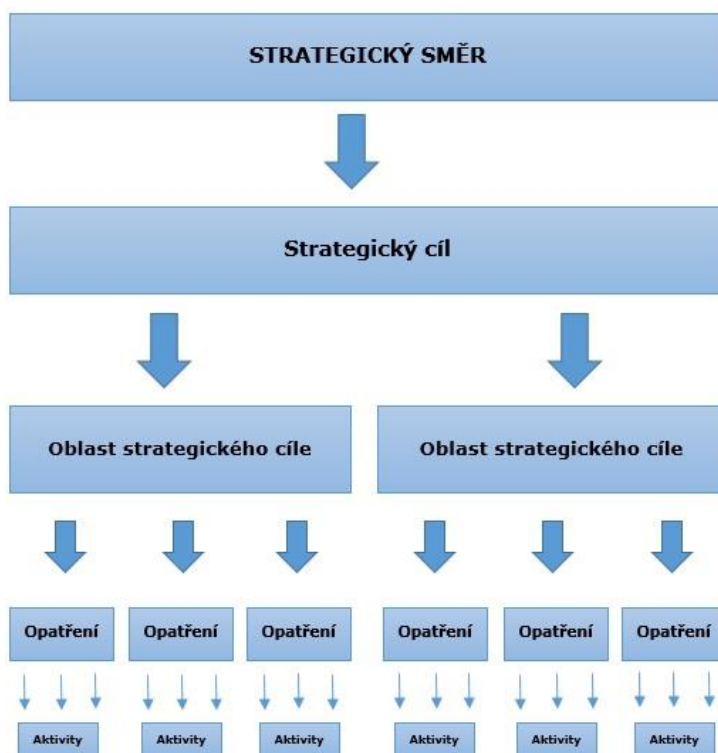 STRATEGICKÝ SMĚR
Strategický cíl
Oblast strategického cíle Oblast strategického cíle
Opatření Opatření Opatření Opatření Opatření Opatření
Aktivity Aktivity Aktivity Aktivity Aktivity Aktivity